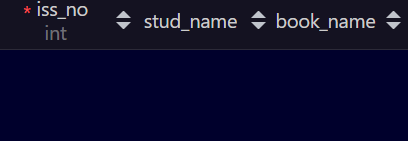 * iss_no
int
stud_name
book_name